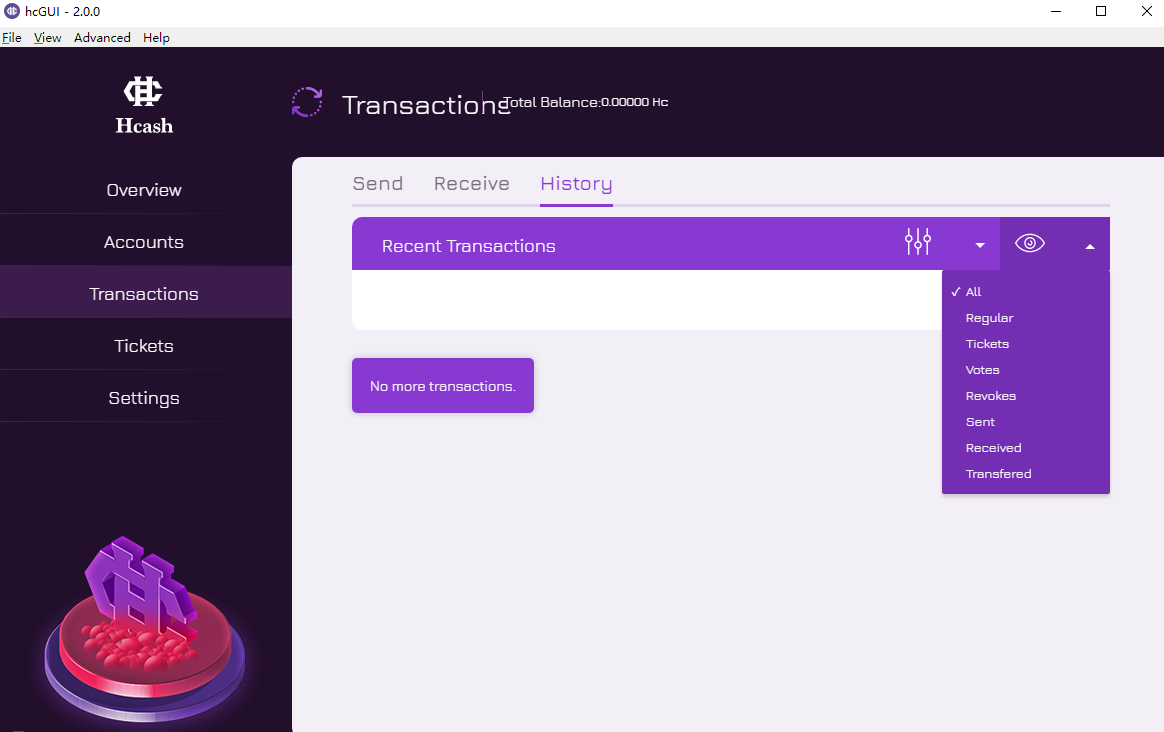 hcGUI - 2.0.0
File View Advanced Help
Hcash
Transactions
Total Balance:0.00000 Hc
Overview
Accounts
Transactions
Tickets
Settings
Send Receive History
Recent Transactions
✓ All
Regular
Tickets
Votes
Revokes
Sent
Received
Transfered
No more transactions.